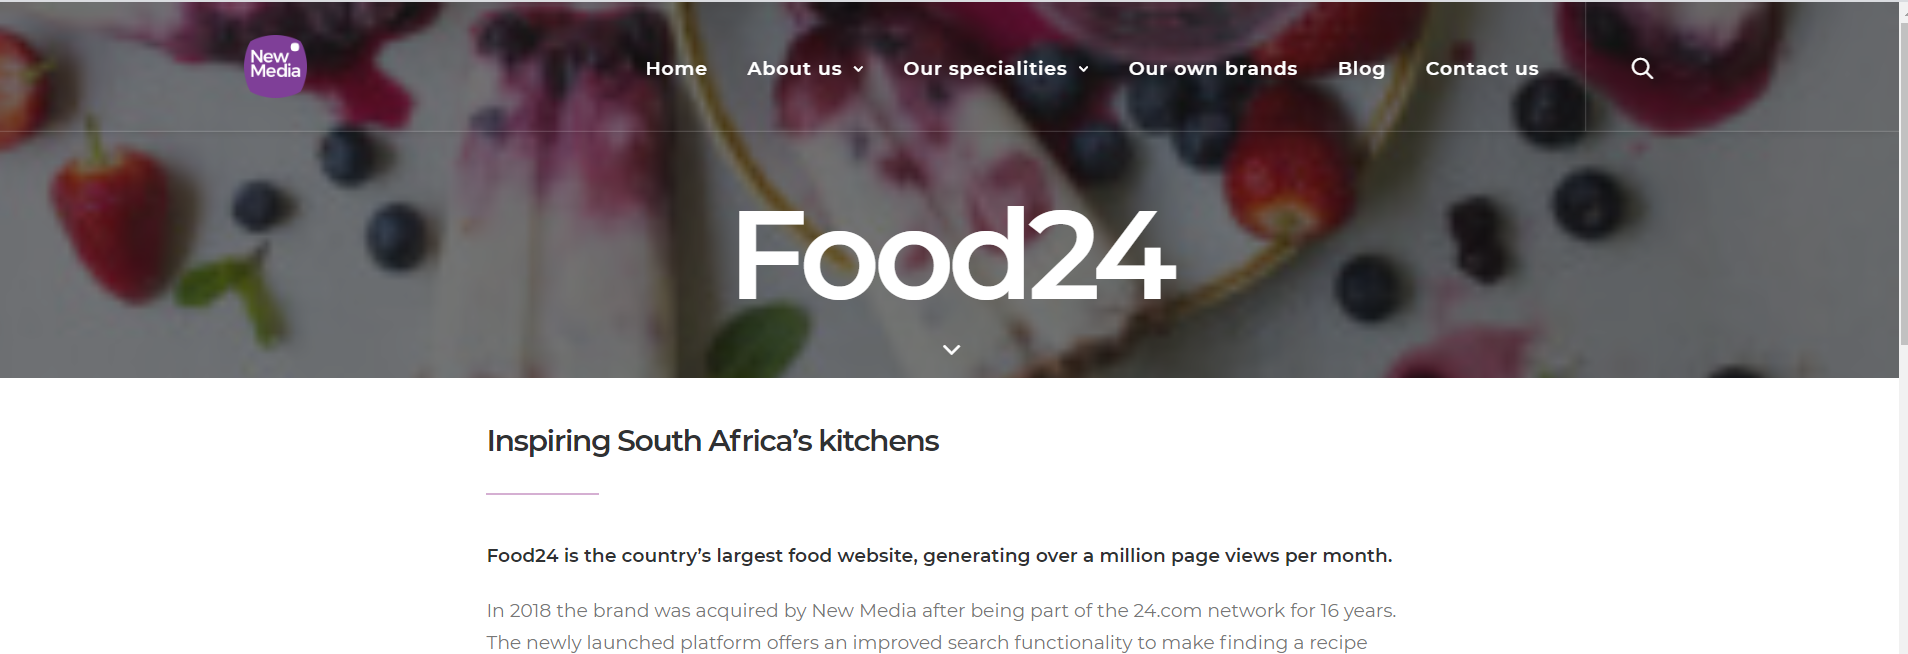 New
Media
Home About us Our specialities Our own brands Blog Contact us
Food24
Inspiring South Africa’s kitchens
Food24 is the country’s largest food website, generating over a million page views per month.
In 2018 the brand was acquired by New Media after being part of the 24.com network for 16 years.
The newly launched platform offers an improved search functionality to make finding a recipe